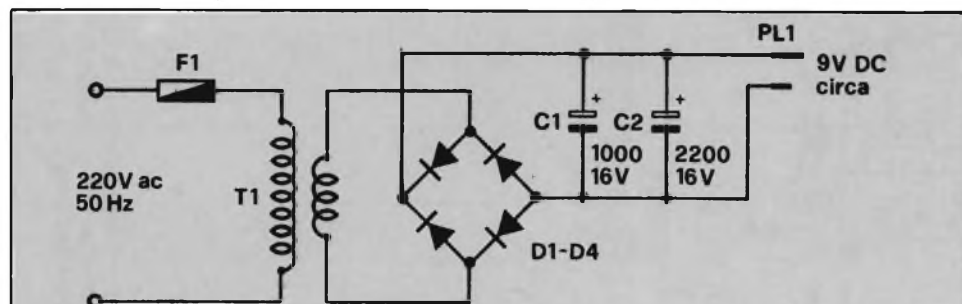 F1
PL1
9V DC
circa
220V ac
50 Hz
T1
C1
+
1000
16V
C2
+
2200
16V
D1-D4